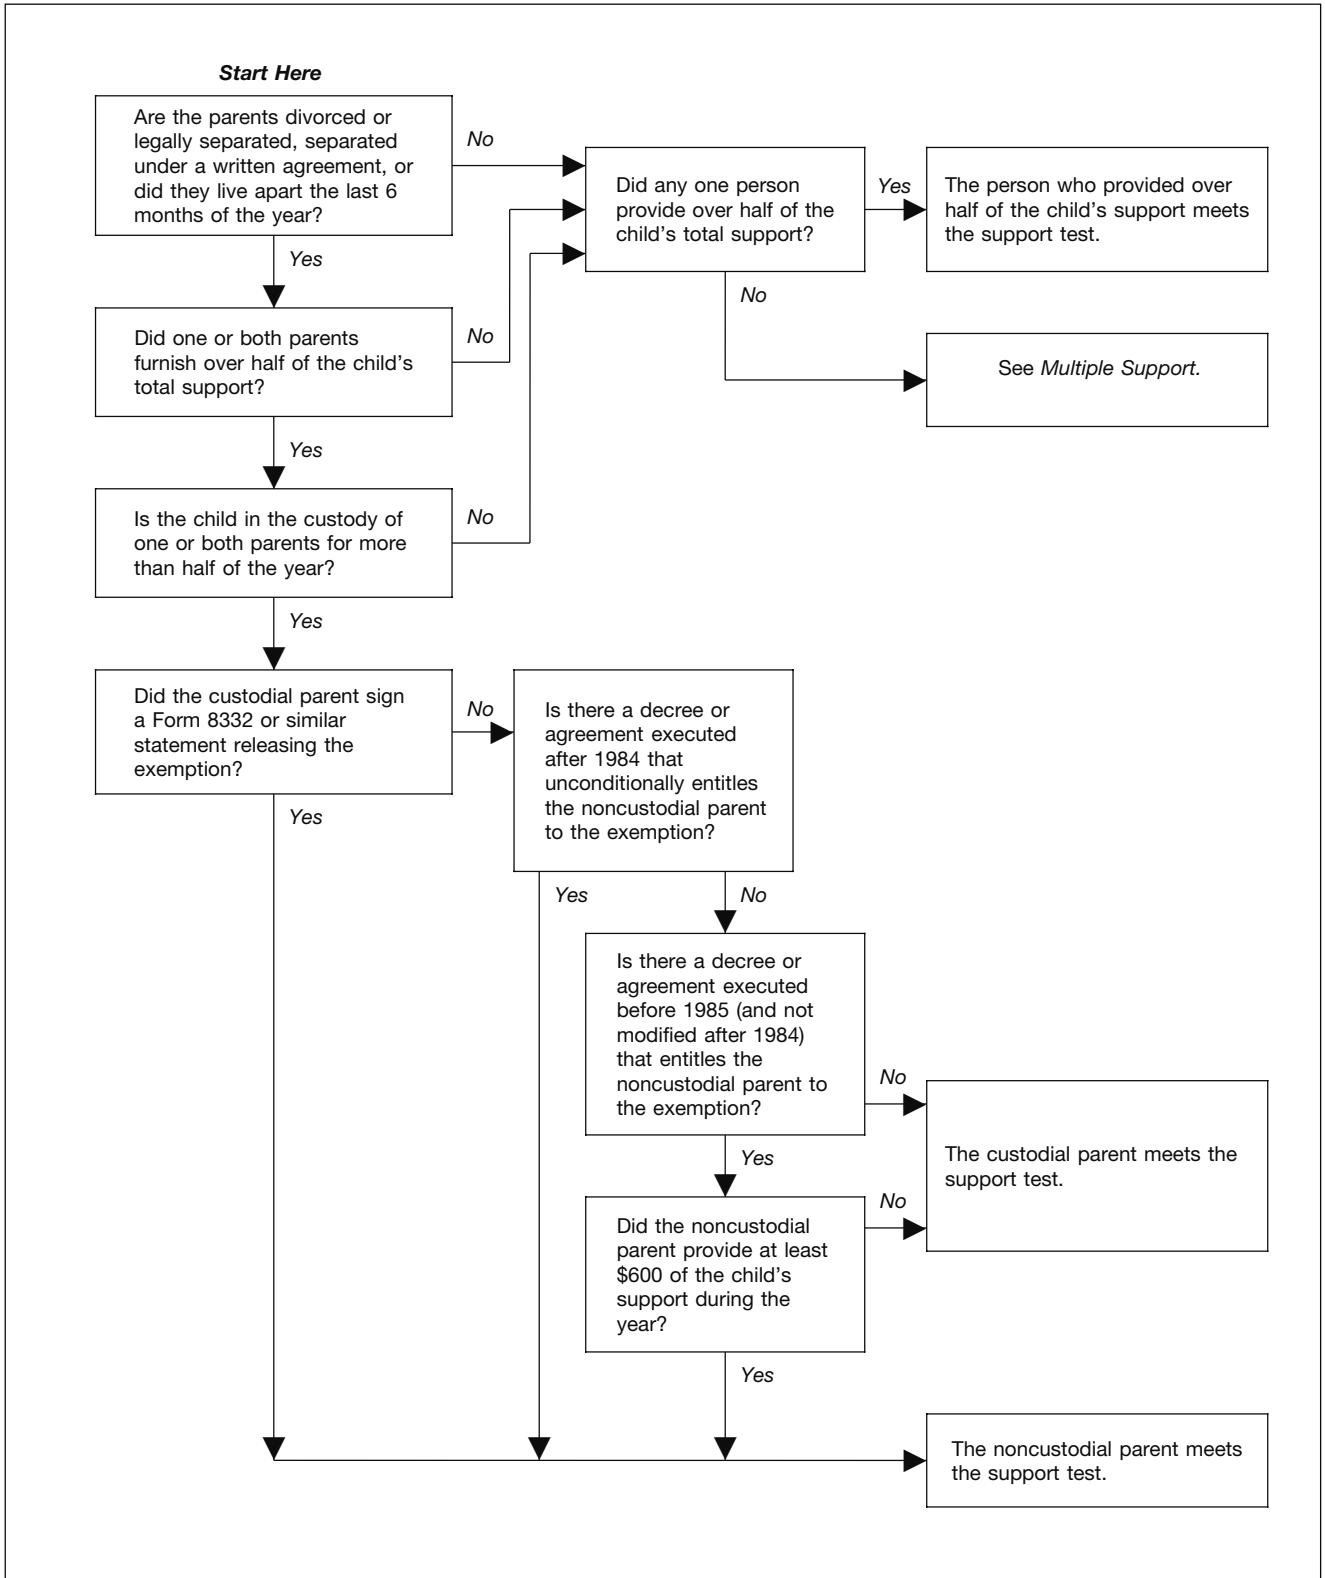 Start Here
Are the parents divorced or
legally separated, separated
under a written agreement, or
did they live apart the last 6
months of the year?
No
Yes
Did any one person
provide over half of the
child's total support?
Yes
No
The person who provided over
half of the child's support meets
the support test.
See Multiple Support.
Did one or both parents
furnish over half of the child's
total support?
No
Yes
Is the child in the custody of
one or both parents for more
than half of the year?
No
Yes
Did the custodial parent sign
a Form 8332 or similar
statement releasing the
exemption?
No
Yes
Is there a decree or
agreement executed
after 1984 that
unconditionally entitles
the noncustodial parent
to the exemption?
Yes
No
Is there a decree or
agreement executed
before 1985 (and not
modified after 1984)
that entitles the
noncustodial parent to
the exemption?
No
Yes
The custodial parent meets the
support test.
Did the noncustodial
parent provide at least
$600 of the child's
support during the
year?
No
Yes
The noncustodial parent meets
the support test.